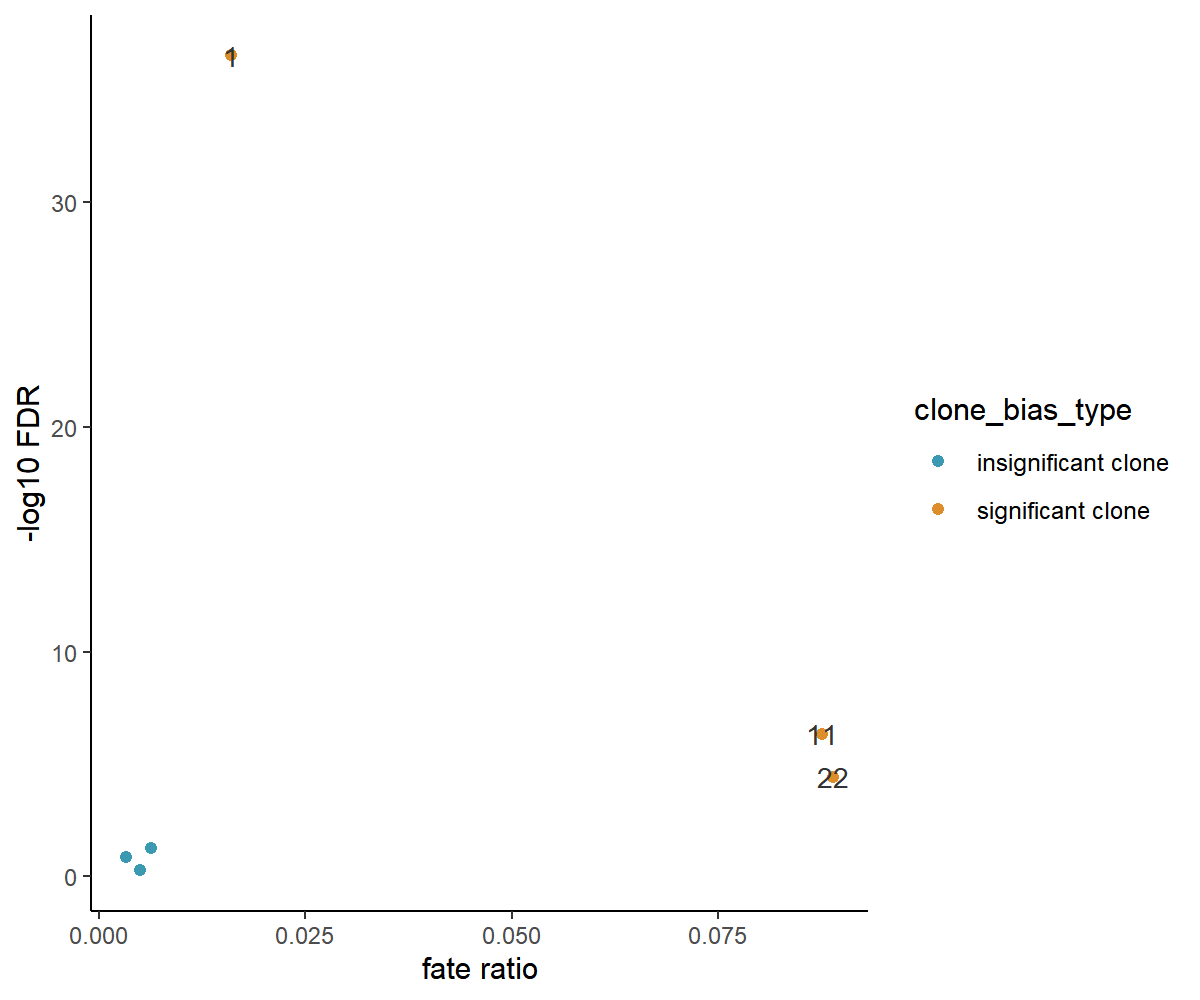 1
30
20
10
0
-log10 FDR
11
22
0.000
0.025
0.050
0.075
fate ratio
clone_bias_type
insignificant clone
significant clone